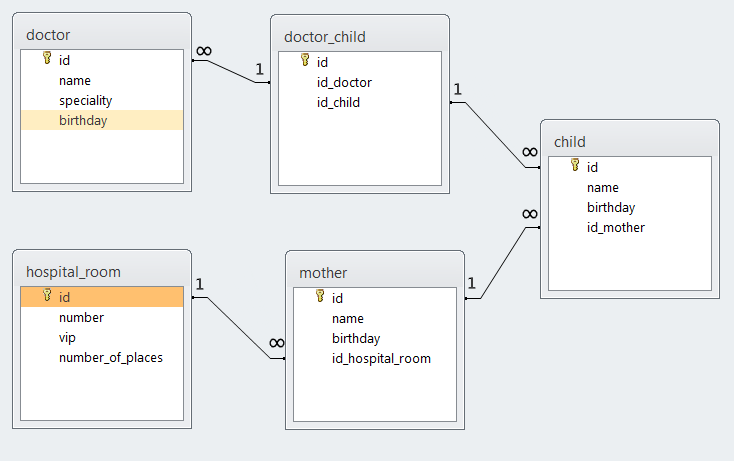 doctor
id
name
speciality
birthday
∞
1
doctor_child
id
id_doctor
id_child
1
∞
child
id
name
birthday
id_mother
∞
hospital_room
id
number
vip
number_of_places
1
∞
mother
id
name
birthday
id_hospital_room
1